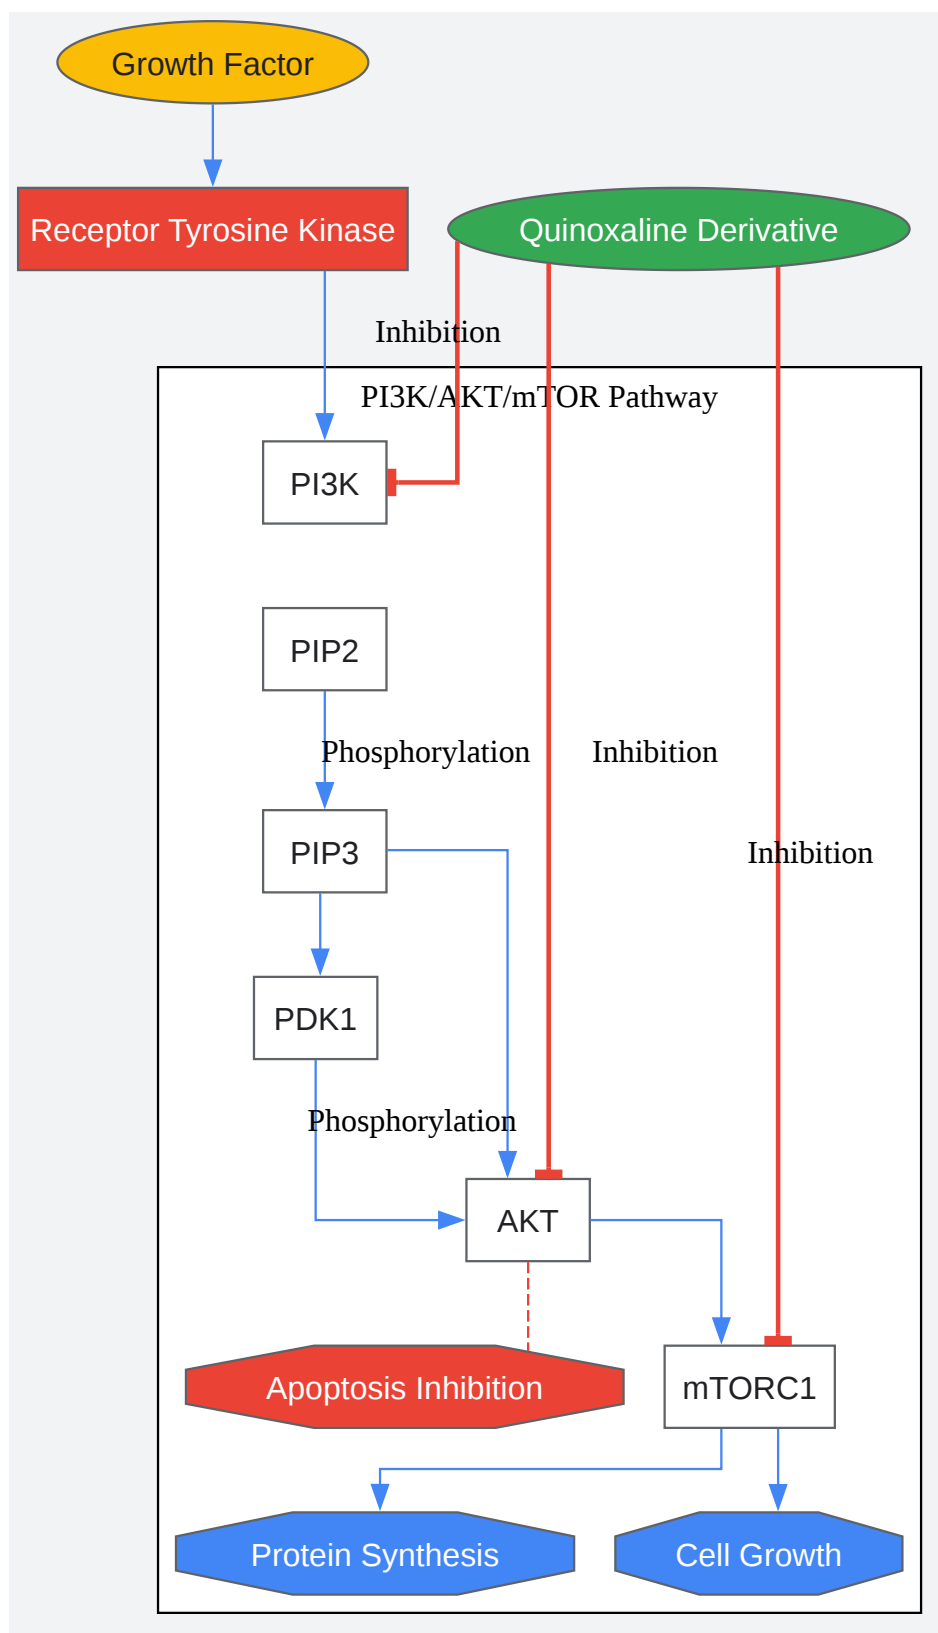 Growth Factor
Receptor Tyrosine Kinase
Quinoxaline Derivative
Inhibition
PI3K/AKT/mTOR Pathway
PI3K
PIP2
Phosphorylation
Inhibition
PIP3
Inhibition
PDK1
Phosphorylation
AKT
Apoptosis Inhibition
mTORC1
Protein Synthesis
Cell Growth